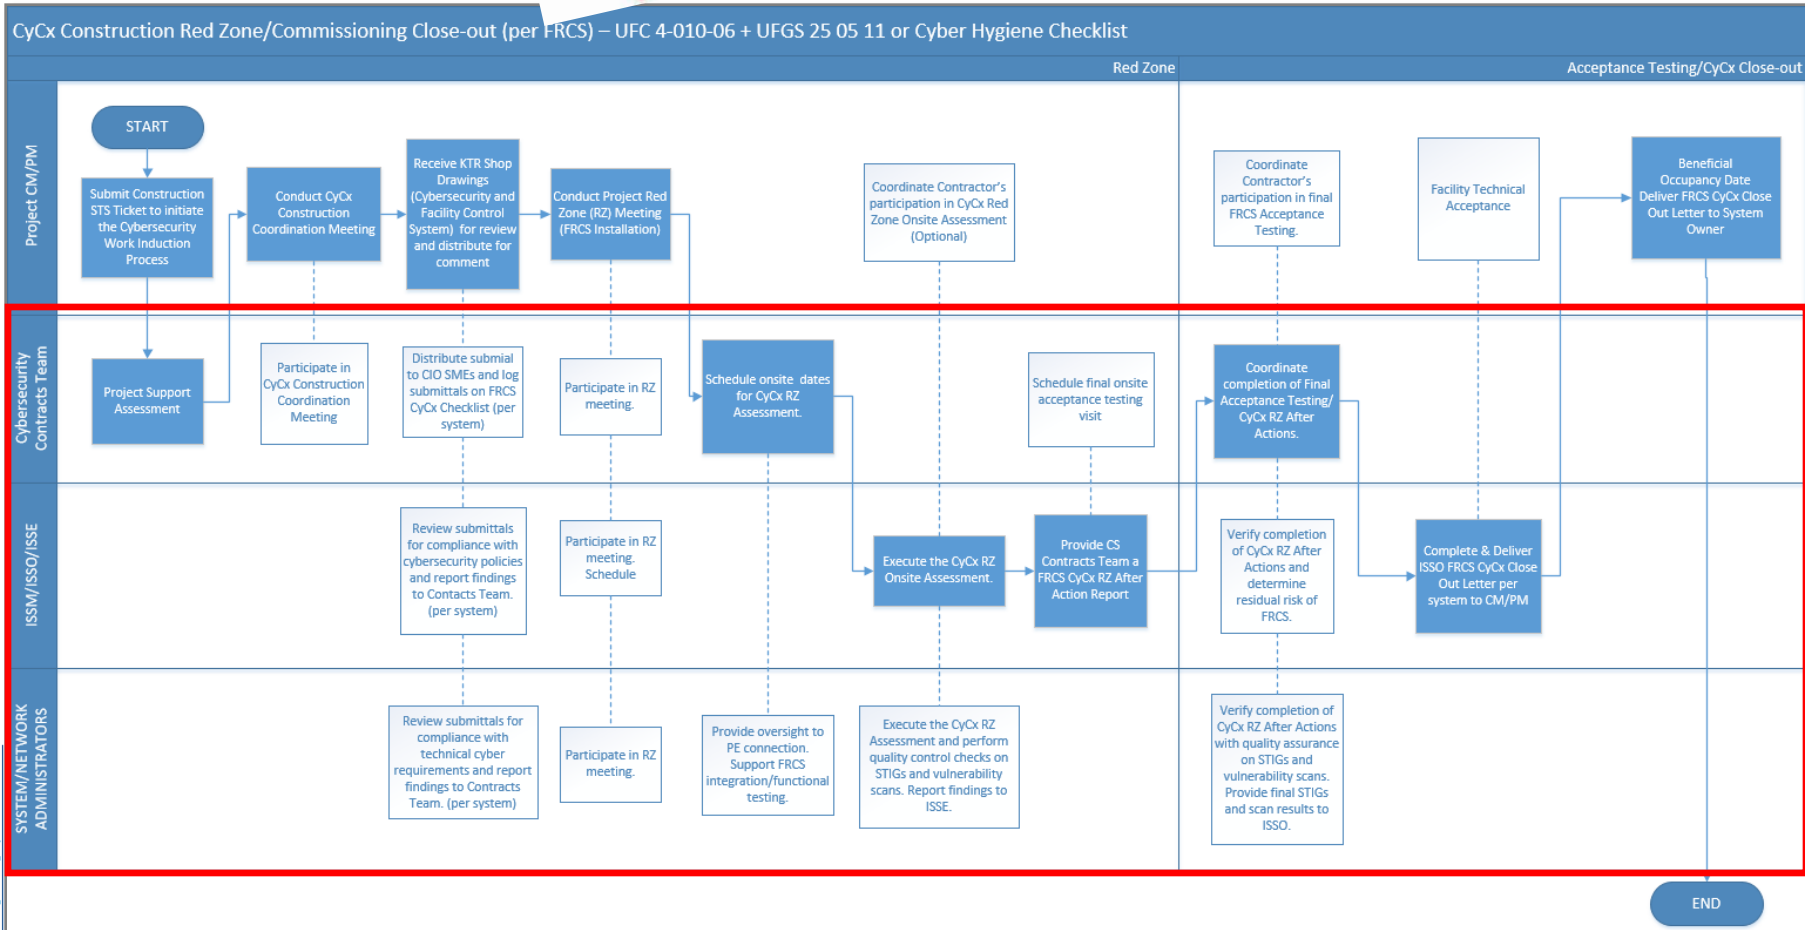 CyCx Construction Red Zone/Commissioning Close-out (per FRCS) – UFC 4-010-06 + UFGS 25 05 11 or Cyber Hygiene Checklist
Red Zone
Acceptance Testing/CyCx Close-out
Project CM/PM
START
Submit Construction
STS Ticket to initiate
the Cybersecurity
Work Induction
Process
Conduct CyCx
Construction
Coordination Meeting
Receive KTR Shop
Drawings
(Cybersecurity and
Facility Control
System) for review
and distribute for
comment
Conduct Project Red
Zone (RZ) Meeting
(FRCS Installation)
Coordinate Contractor's
participation in CyCx Red
Zone Onsite Assessment
(Optional)
Coordinate
Contractor's
participation in final
FRCS Acceptance
Testing.
Facility Technical
Acceptance
Beneficial
Occupancy Date
Deliver FRCS CyCx Close
Out Letter to System
Owner
Cybersecurity
Contracts Team
Project Support
Assessment
Participate in
CyCx Construction
Coordination
Meeting
Distribute submial
to CIO SMEs and log
submittals on FRCS
CyCx Checklist (per
system)
Participate in RZ
meeting.
Schedule onsite dates
for CyCx RZ
Assessment.
Schedule final onsite
acceptance testing
visit
Coordinate
completion of Final
Acceptance Testing/
CyCx RZ After
Actions.
ISSM/ISSO/ISSE
Review submittals
for compliance with
cybersecurity policies
and report findings
to Contacts Team.
(per system)
Participate in RZ
meeting.
Schedule
Execute the CyCx RZ
Onsite Assessment.
Provide CS
Contracts Team a
FRCS CyCx RZ After
Action Report
Verify completion
of CyCx RZ After
Actions and
determine
residual risk of
FRCS.
Complete & Deliver
ISSO FRCS CyCx Close
Out Letter per
system to CM/PM
SYSTEM/NETWORK
ADMINISTRATORS
Review submittals for
compliance with
technical cyber
requirements and report
findings to Contracts
Team. (per system)
Participate in RZ
meeting.
Provide oversight to
PE connection.
Support FRCS
integration/functional
testing.
Execute the CyCx RZ
Assessment and perform
quality control checks on
STIGs and vulnerability
scans. Report findings to
ISSE.
Verify completion of
CyCx RZ After Actions
with quality assurance
on STIGs and
vulnerability scans.
Provide final STIGs
and scan results to
ISSO.
END